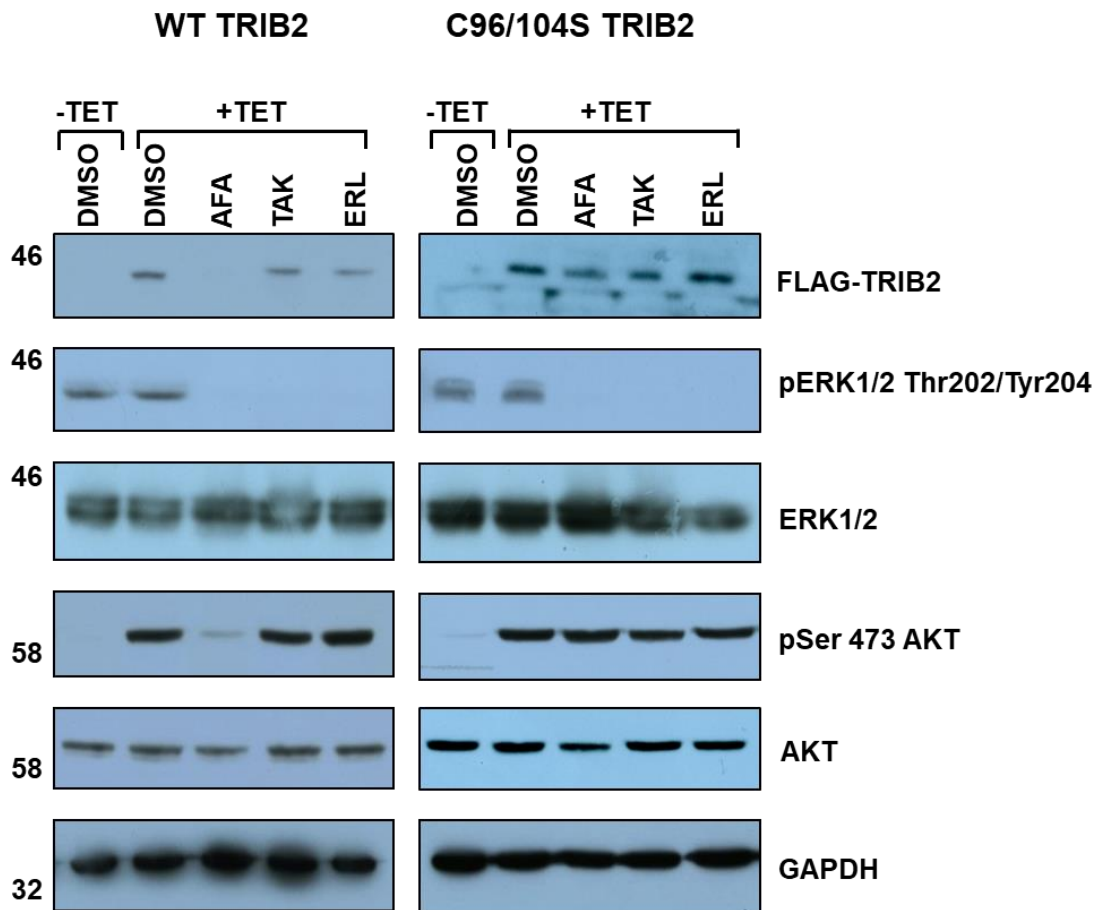 WT TRIB2 C96/104S TRIB2
-TET +TET -TET +TET
DMSO DMSO AFA TAK ERL DMSO DMSO AFA TAK ERL
46 FLAG-TRIB2
46 pERK1/2 Thr202/Tyr204
46 ERK1/2
58 pSer 473 AKT
58 AKT
32 GAPDH